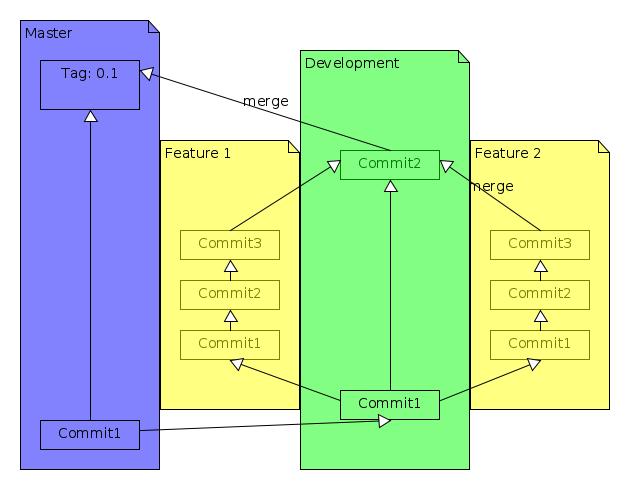 Master
Tag: 0.1
Development
merge
Feature 1
Commit2
Feature 2
merge
Commit3
Commit3
Commit2
Commit2
Commit1
Commit1
Commit1
Commit1